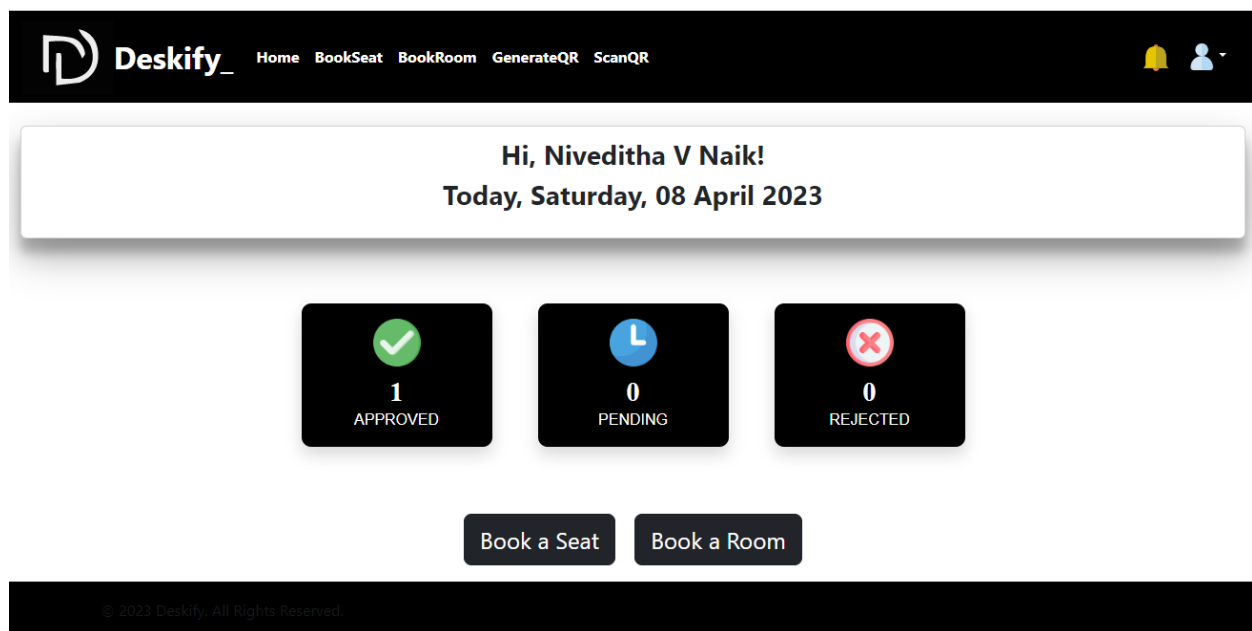 Deskify_ Home BookSeat BookRoom GenerateQR ScanQR
Hi, Niveditha V Naik!
Today, Saturday, 08 April 2023
1 0 0
APPROVED PENDING REJECTED
Book a Seat Book a Room
© 2023 Deskify. All Rights Reserved.